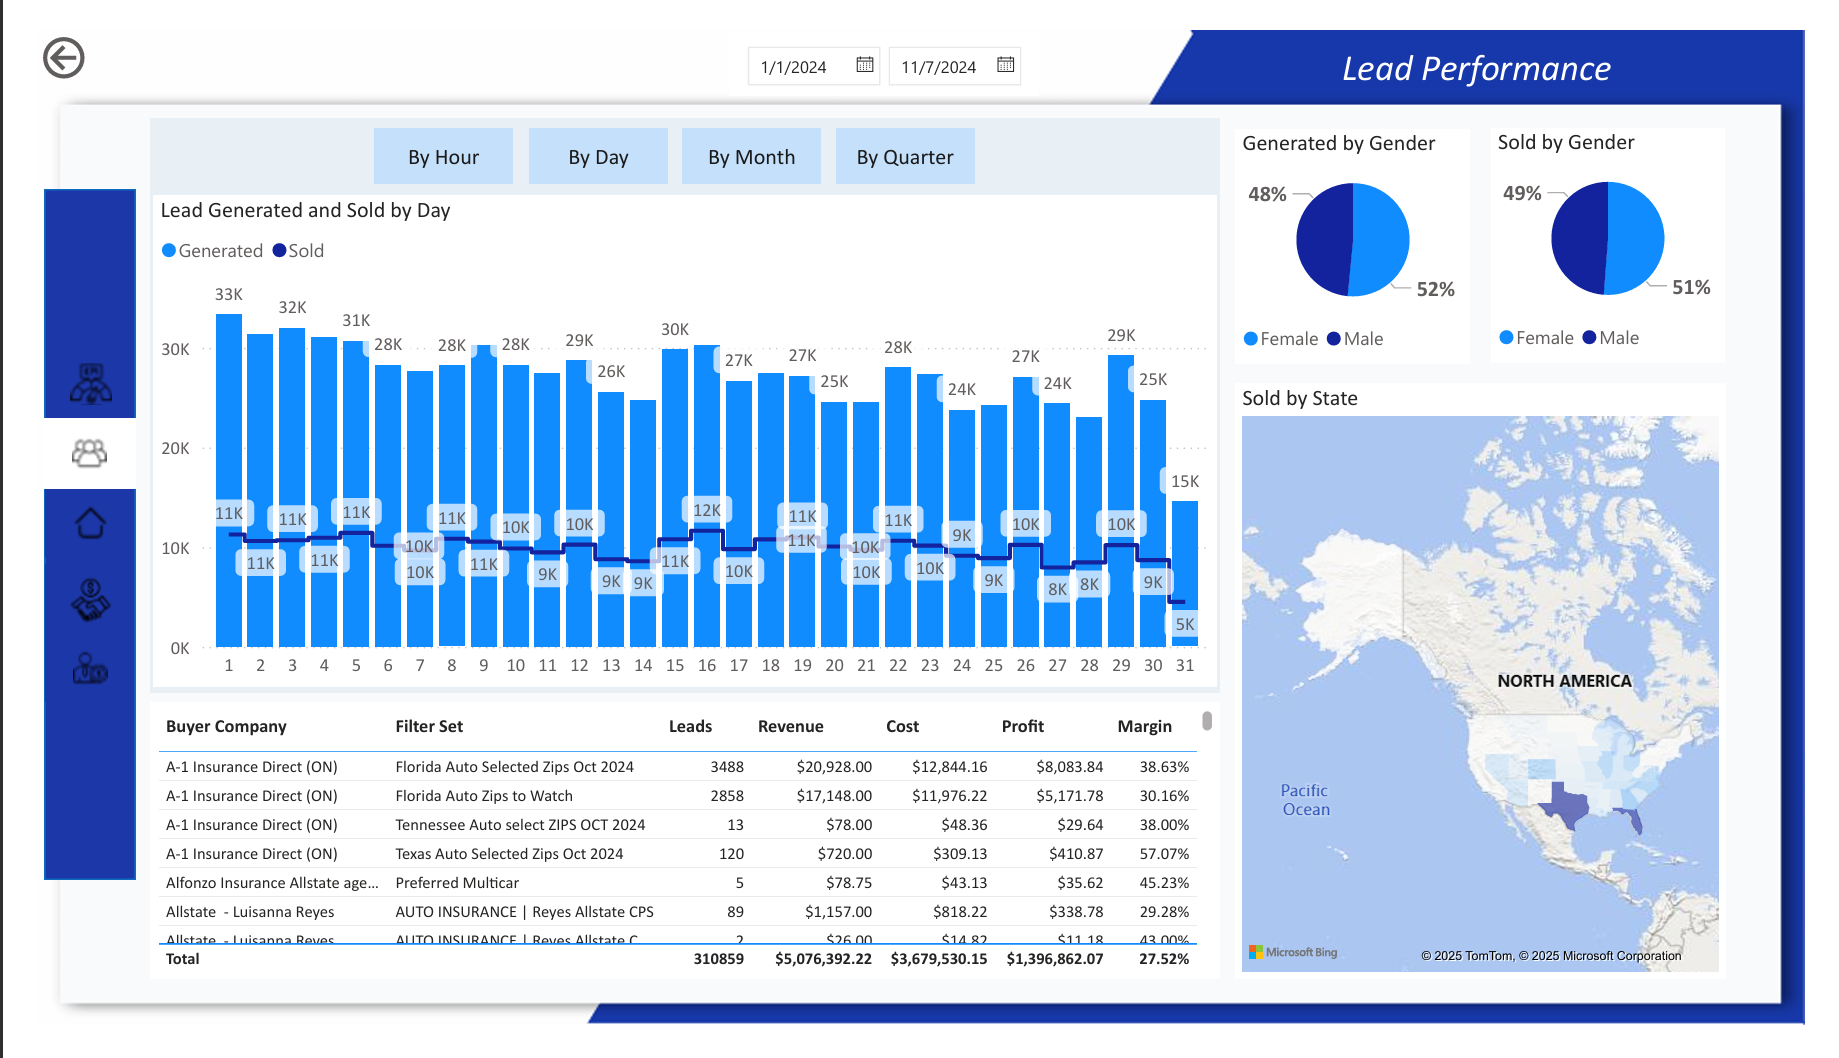 1/1/2024
11/7/2024
Lead Performance
By Hour
By Day
By Month
By Quarter
Lead Generated and Sold by Day
Generated
Sold
33K
32K
31K
28K
28K
28K
29K
26K
30K
27K
27K
25K
28K
24K
27K
24K
29K
25K
15K
30K
20K
10K
0K
11K
11K
11K
11K
11K
10K
10K
11K
11K
10K
9K
10K
9K
9K
11K
12K
10K
11K
11K
10K
10K
11K
10K
9K
9K
10K
8K
8K
10K
9K
5K
1 2 3 4 5 6 7 8 9 10 11 12 13 14 15 16 17 18 19 20 21 22 23 24 25 26 27 28 29 30 31
Buyer Company Filter Set Leads Revenue Cost Profit Margin
A-1 Insurance Direct (ON) Florida Auto Selected Zips Oct 2024 3488 $20,928.00 $12,844.16 $8,083.84 38.63%
A-1 Insurance Direct (ON) Florida Auto Zips to Watch 2858 $17,148.00 $11,976.22 $5,171.78 30.16%
A-1 Insurance Direct (ON) Tennessee Auto select ZIPS OCT 2024 13 $78.00 $48.36 $29.64 38.00%
A-1 Insurance Direct (ON) Texas Auto Selected Zips Oct 2024 120 $720.00 $309.13 $410.87 57.07%
Alfonzo Insurance Allstate age... Preferred Multicar 5 $78.75 $43.13 $35.62 45.23%
Allstate - Luisanna Reyes AUTO INSURANCE | Reyes Allstate CPS 89 $1,157.00 $818.22 $338.78 29.28%
Allstate - Luisanna Reyes AUTO INSURANCE | Reyes Allstate C... 2 $26.00 $14.82 $11.18 43.00%
Total 310859 $5,076,392.22 $3,679,530.15 $1,396,862.07 27.52%
Generated by Gender
48%
52%
Female
Male
Sold by Gender
49%
51%
Female
Male
Sold by State
NORTH AMERICA
Pacific
Ocean
Microsoft Bing
© 2025 TomTom, © 2025 Microsoft Corporation